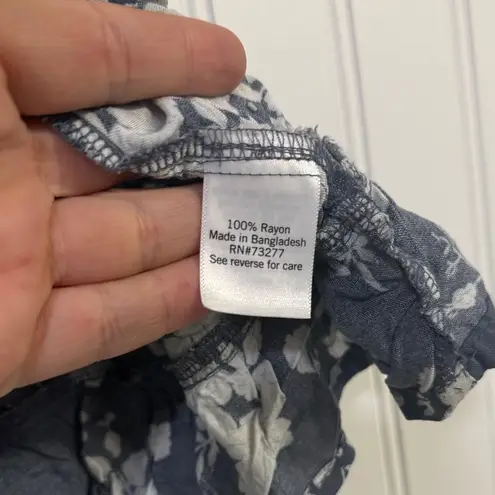 100% Rayon
Made in Bangladesh
RN#73277
See reverse for care